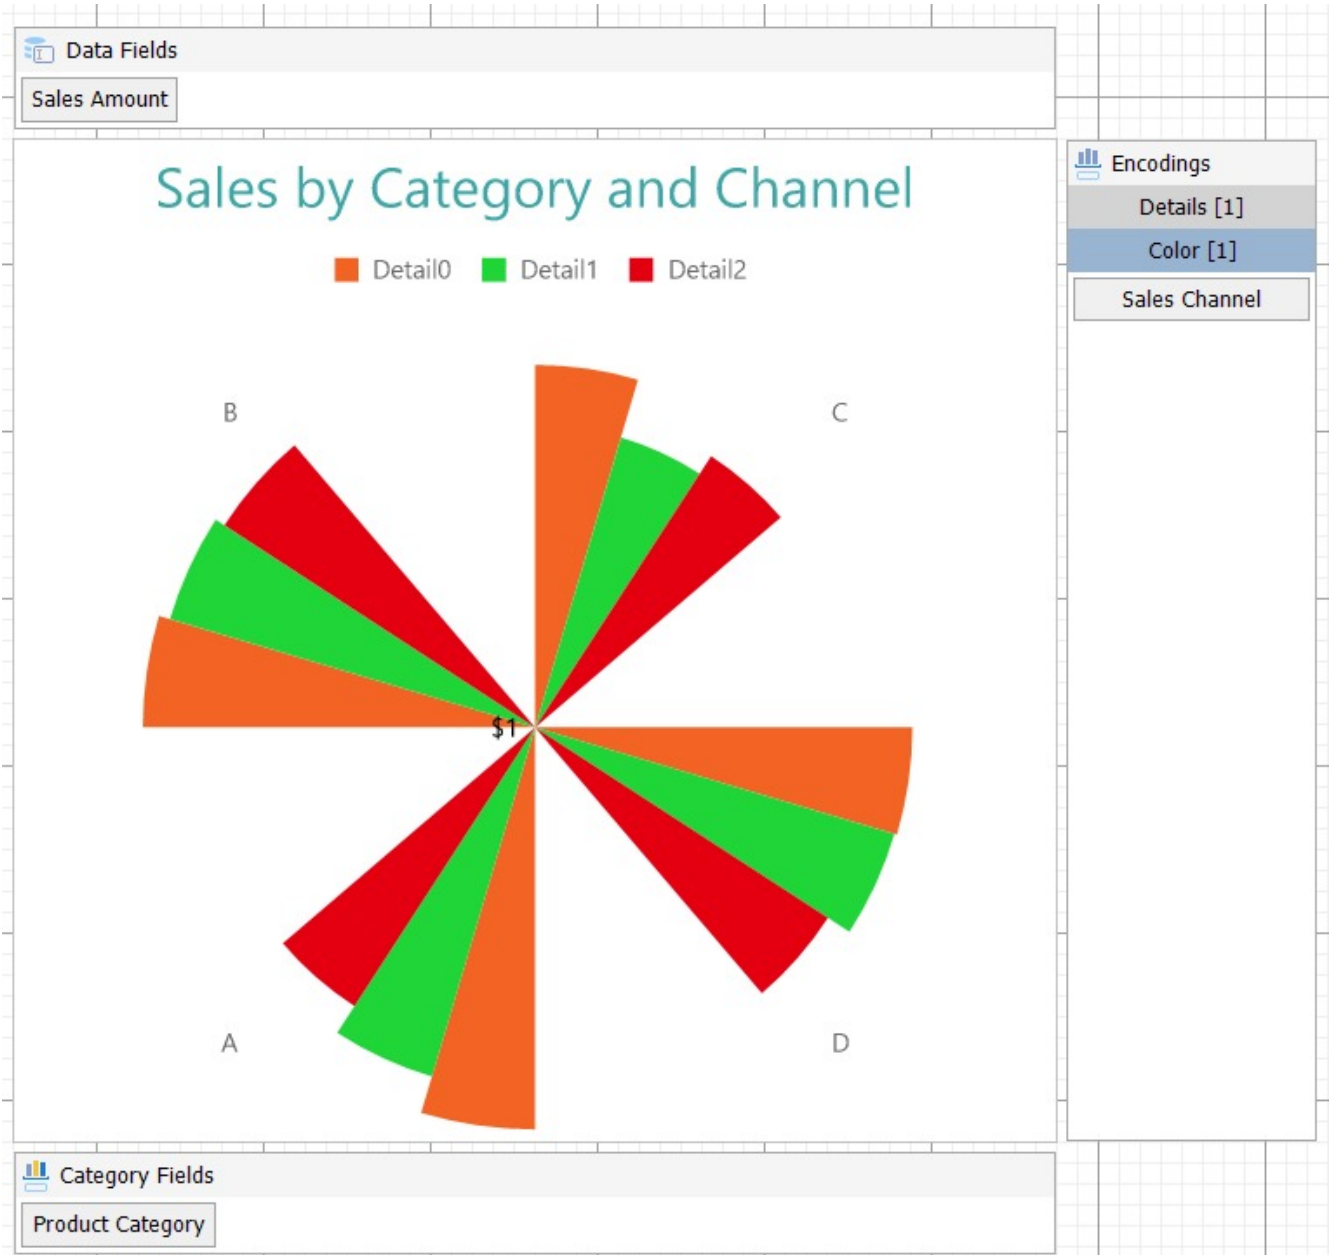 Data Fields
Sales Amount
Sales by Category and Channel
Detail0 Detail1 Detail2
Encodings
Details [1]
Color [1]
Sales Channel
B
C
$1
A
D
Category Fields
Product Category